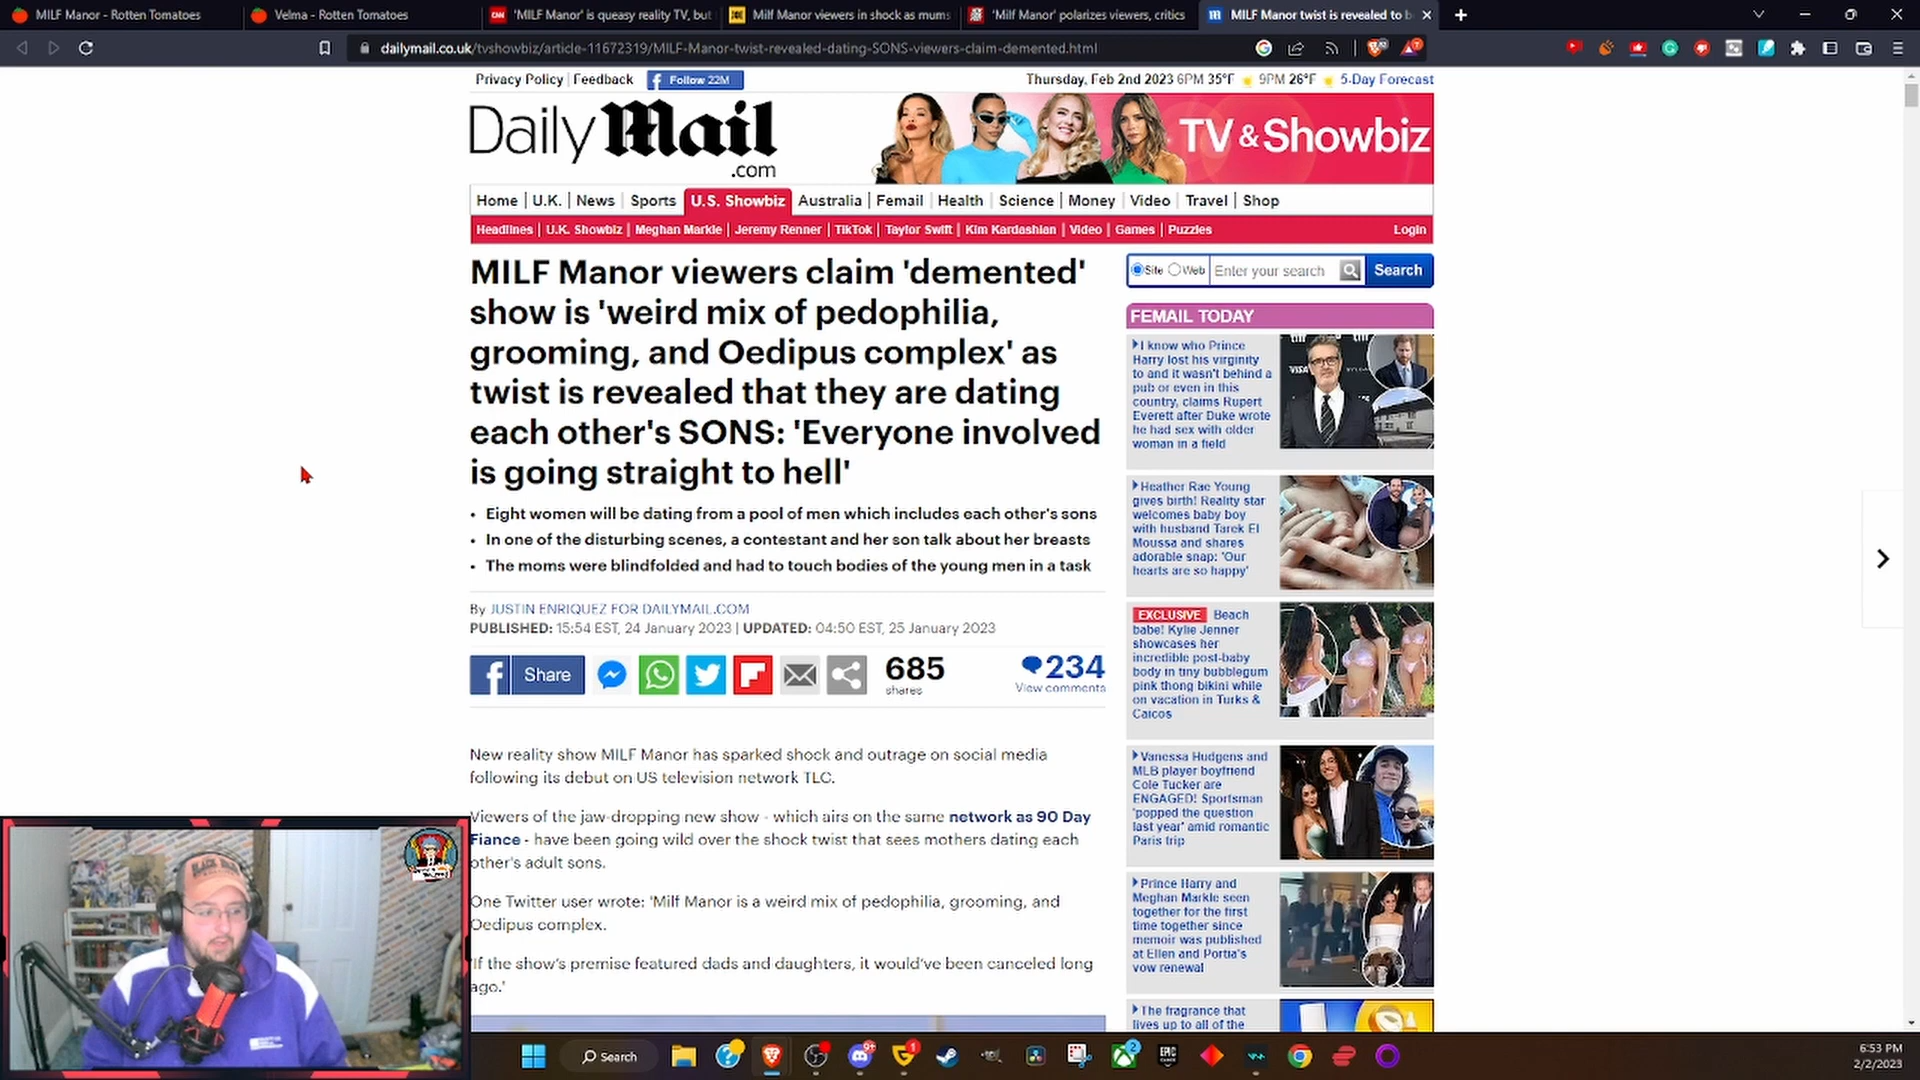 MILF Manor - Rotten Tomatoes
Velma - Rotten Tomatoes
'MILF Manor' is queasy reality TV, but
Milf Manor viewers in shock as mums
'Milf Manor' polarizes viewers, critics
MILF Manor twist is revealed to b
dailymail.co.uk/tvshowbiz/article-11672319/MILF-Manor-twist-revealed-dating-SONS-viewers-claim-demented.html
Privacy Policy | Feedback
Follow 22M
Thursday, Feb 2nd 2023 6PM 35°F 9PM 26°F 5-Day Forecast
Daily Mail
.com
TV & Showbiz
Home | U.K. | News | Sports U.S. Showbiz Australia | Femail | Health | Science | Money | Video | Travel | Shop
Headlines | U.K. Showbiz | Meghan Markle | Jeremy Renner | TikTok | Taylor Swift | Kim Kardashian | Video | Games | Puzzles
Login
MILF Manor viewers claim 'demented'
show is 'weird mix of pedophilia,
grooming, and Oedipus complex' as
twist is revealed that they are dating
each other's SONS: 'Everyone involved
is going straight to hell'
• Eight women will be dating from a pool of men which includes each other's sons
• In one of the disturbing scenes, a contestant and her son talk about her breasts
• The moms were blindfolded and had to touch bodies of the young men in a task
By JUSTIN ENRIQUEZ FOR DAILYMAIL.COM
PUBLISHED: 15:54 EST, 24 January 2023 | UPDATED: 04:50 EST, 25 January 2023
Share
685
shares
234
View comments
New reality show MILF Manor has sparked shock and outrage on social media
following its debut on US television network TLC.
Viewers of the jaw-dropping new show - which airs on the same network as 90 Day
Fiance - have been going wild over the shock twist that sees mothers dating each
other's adult sons.
One Twitter user wrote: 'Milf Manor is a weird mix of pedophilia, grooming, and
Oedipus complex.
'If the show's premise featured dads and daughters, it would've been canceled long
ago.'
Site Web Enter your search Search
FEMAIL TODAY
I know who Prince
Harry lost his virginity
to and it wasn't behind a
pub or even in this
country, claims Rupert
Everett after Duke wrote
he had sex with older
woman in a field
Heather Rae Young
gives birth! Reality star
welcomes baby boy
with husband Tarek El
Moussa and shares
adorable snap: 'Our
hearts are so happy'
EXCLUSIVE Beach
babe! Kylie Jenner
showcases her
incredible post-baby
body in tiny bubblegum
pink thong bikini while
on vacation in Turks &
Caicos
Vanessa Hudgens and
MLB player boyfriend
Cole Tucker are
ENGAGED! Sportsman
'popped the question
last year' amid romantic
Paris trip
Prince Harry and
Meghan Markle seen
together for the first
time together since
memoir was published
at Ellen and Portia's
vow renewal
The fragrance that
lives up to all of the
Search
6:53 PM
2/2/2023